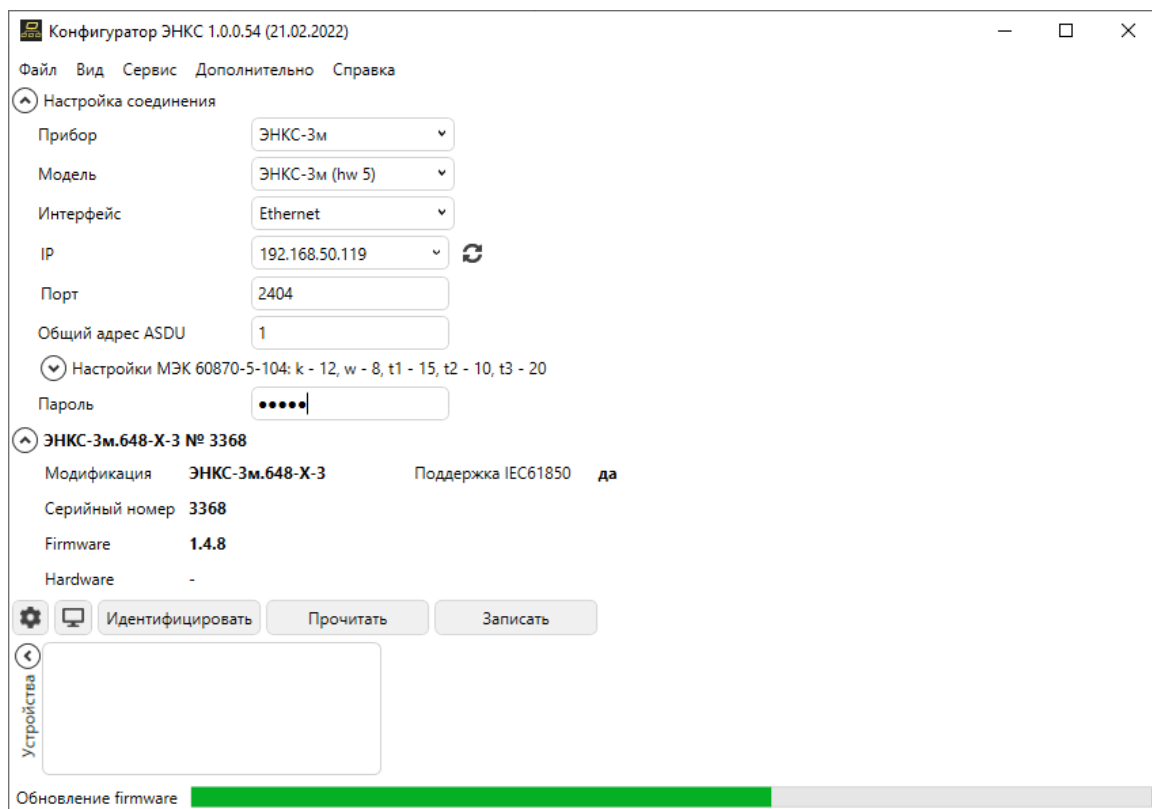 Конфигуратор ЭНКС 1.0.0.54 (21.02.2022)
Файл Вид Сервис Дополнительно Справка
Настройка соединения
Прибор ЭНКС-3м
Модель ЭНКС-3м (hw 5)
Интерфейс Ethernet
IP 192.168.50.119
Порт 2404
Общий адрес ASDU 1
Настройки МЭК 60870-5-104: k - 12, w - 8, t1 - 15, t2 - 10, t3 - 20
Пароль •••••
ЭНКС-3м.648-X-3 № 3368
Модификация ЭНКС-3м.648-X-3 Поддержка IEC61850 да
Серийный номер 3368
Firmware 1.4.8
Hardware -
Идентифицировать Прочитать Записать
Устройства
Обновление firmware